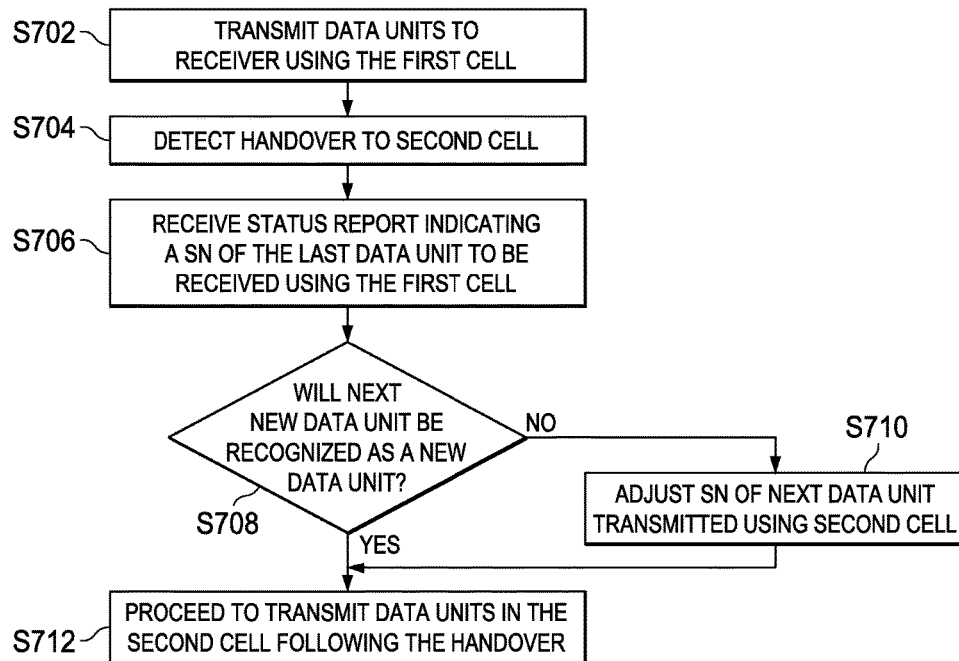 S702
TRANSMIT DATA UNITS TO
RECEIVER USING THE FIRST CELL
S704
DETECT HANDOVER TO SECOND CELL
S706
RECEIVE STATUS REPORT INDICATING
A SN OF THE LAST DATA UNIT TO BE
RECEIVED USING THE FIRST CELL
WILL NEXT
NEW DATA UNIT BE
RECOGNIZED AS A NEW
DATA UNIT?
S708
NO
S710
ADJUST SN OF NEXT DATA UNIT
TRANSMITTED USING SECOND CELL
YES
S712
PROCEED TO TRANSMIT DATA UNITS IN THE
SECOND CELL FOLLOWING THE HANDOVER